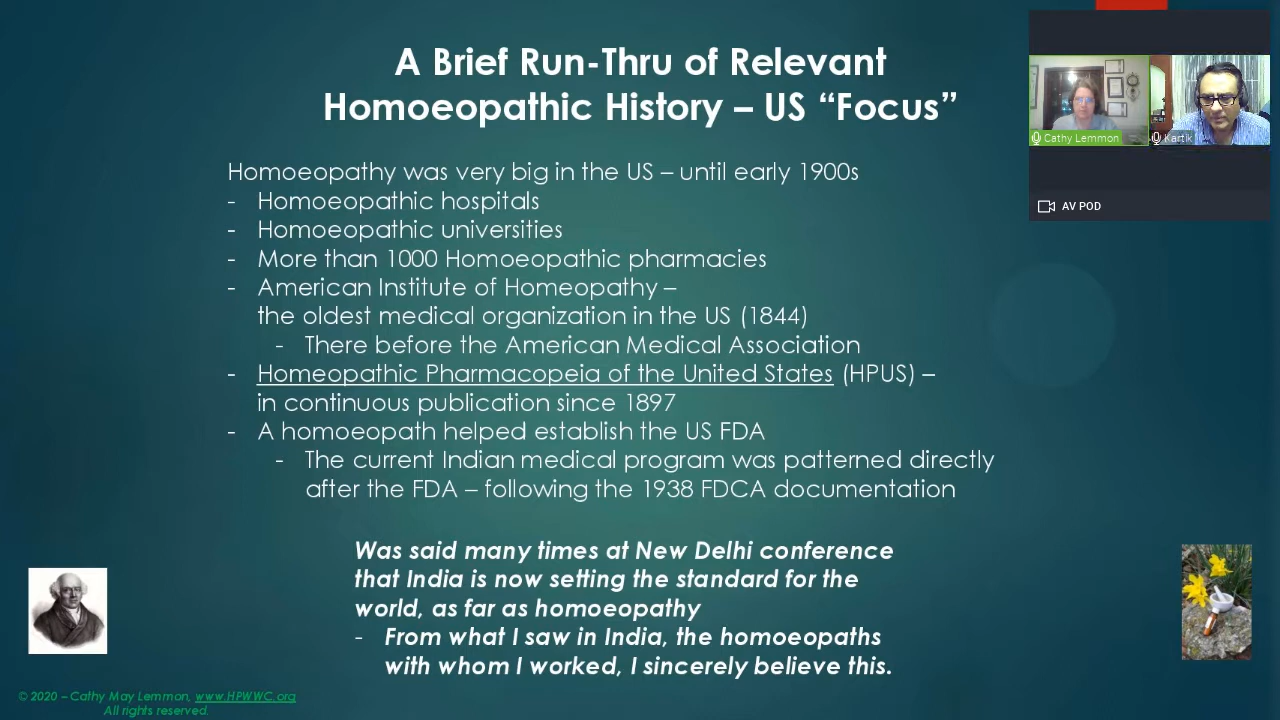 A Brief Run-Thru of Relevant
Homoeopathic History – US “Focus”
Homoeopathy was very big in the US – until early 1900s
- Homoeopathic hospitals
- Homoeopathic universities
- More than 1000 Homoeopathic pharmacies
- American Institute of Homeopathy –
the oldest medical organization in the US (1844)
- There before the American Medical Association
- Homeopathic Pharmacopeia of the United States (HPUS) –
in continuous publication since 1897
- A homoeopath helped establish the US FDA
- The current Indian medical program was patterned directly
after the FDA – following the 1938 FDCA documentation
Was said many times at New Delhi conference
that India is now setting the standard for the
world, as far as homoeopathy
- From what I saw in India, the homoeopaths
with whom I worked, I sincerely believe this.
© 2020 – Cathy May Lemmon, www.HPWWC.org
All rights reserved.
Cathy Lemmon
Kartik
AV POD